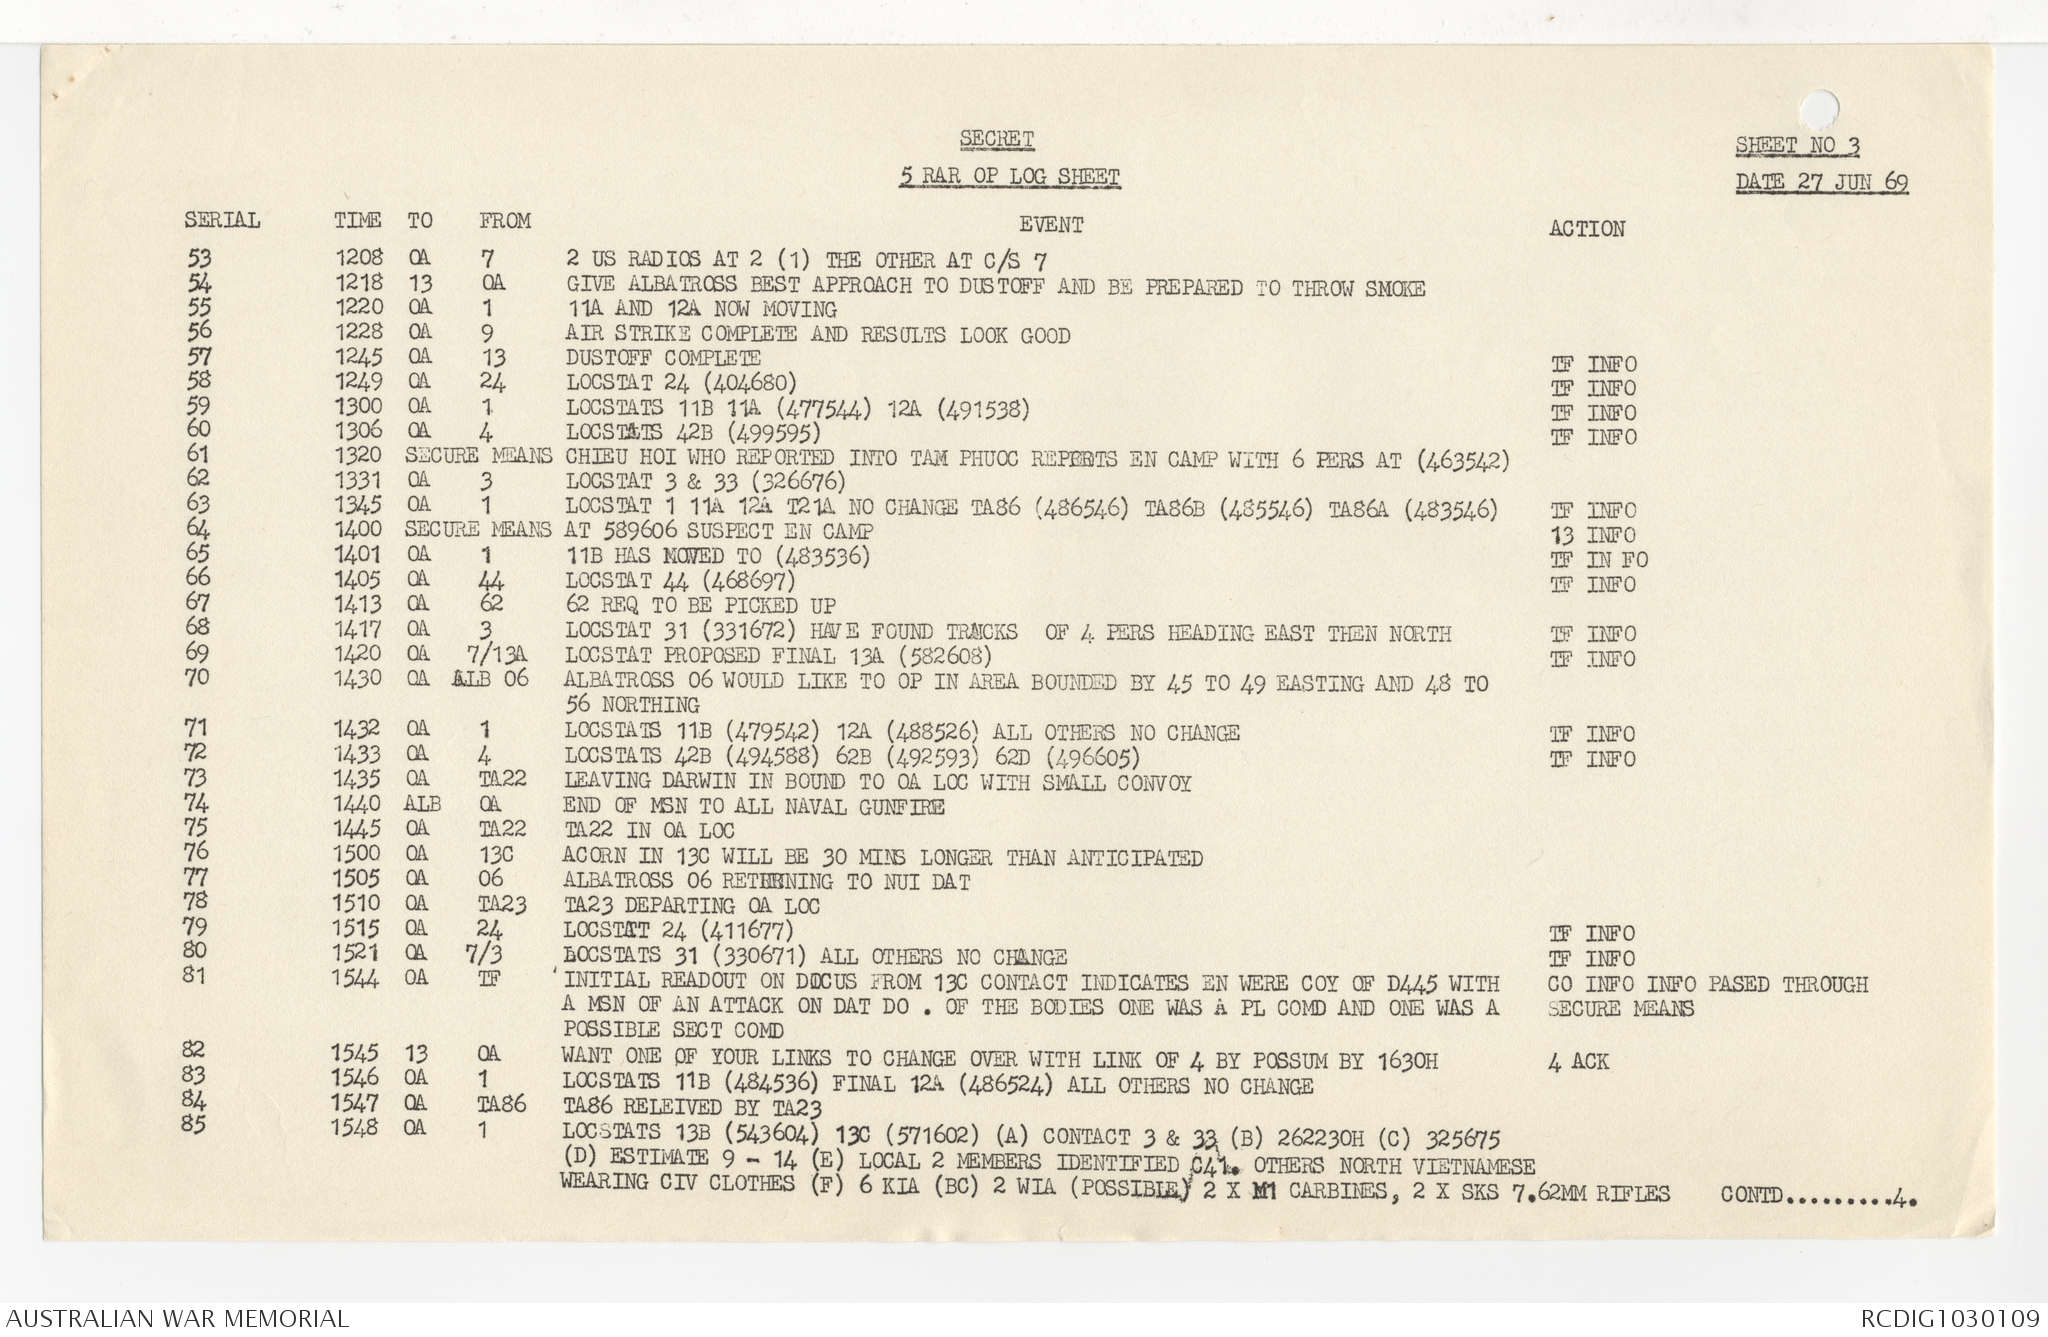 SECRET
5 RAR OP LOG SHEET
SHEET NO 3
DATE 27 JUN 69
SERIAL TIME TO FROM EVENT ACTION
53 1208 OA 7 2 US RADIOS AT 2 (1) THE OTHER AT C/S 7
54 1218 13 OA GIVE ALBATROSS BEST APPROACH TO DUSTOFF AND BE PREPARED TO THROW SMOKE
55 1220 OA 1 11A AND 12A NOW MOVING
56 1228 OA 9 AIR STRIKE COMPLETE AND RESULTS LOOK GOOD
57 1245 OA 13 DUSTOFF COMPLETE TF INFO
58 1249 OA 24 LOCSTAT 24 (404680) TF INFO
59 1300 OA 1 LOCSTATS 11B 11A (477544) 12A (491538) TF INFO
60 1306 OA 4 LOCSTATS 42B (499595) TF INFO
61 1320 SECURE MEANS CHIEU HOI WHO REPORTED INTO TAM PHUOC REPORTS EN CAMP WITH 6 PERS AT (463542)
62 1331 OA 3 LOCSTAT 3 & 33 (326676)
63 1345 OA 1 LOCSTAT 1 11A 12A T21A NO CHANGE TA86 (486546) TA86B (485546) TA86A (483546) TF INFO
64 1400 SECURE MEANS AT 589606 SUSPECT EN CAMP 13 INFO
65 1401 OA 1 11B HAS MOVED TO (483536) TF IN FO
66 1405 OA 44 LOCSTAT 44 (468697) TF INFO
67 1413 OA 62 62 REQ TO BE PICKED UP
68 1417 OA 3 LOCSTAT 31 (331672) HAVE FOUND TRACKS OF 4 PERS HEADING EAST THEN NORTH TF INFO
69 1420 OA 7/13A LOCSTAT PROPOSED FINAL 13A (582608) TF INFO
70 1430 OA ALB 06 ALBATROSS 06 WOULD LIKE TO OP IN AREA BOUNDED BY 45 TO 49 EASTING AND 48 TO
56 NORTHING
71 1432 OA 1 LOCSTATS 11B (479542) 12A (488526) ALL OTHERS NO CHANGE TF INFO
72 1433 OA 4 LOCSTATS 42B (494588) 62B (492593) 62D (496605) TF INFO
73 1435 OA TA22 LEAVING DARWIN IN BOUND TO OA LOC WITH SMALL CONVOY
74 1440 ALB OA END OF MSN TO ALL NAVAL GUNFIRE
75 1445 OA TA22 TA22 IN OA LOC
76 1500 OA 13C ACORN IN 13C WILL BE 30 MINS LONGER THAN ANTICIPATED
77 1505 OA 06 ALBATROSS 06 RETURNING TO NUI DAT
78 1510 OA TA23 TA23 DEPARTING OA LOC
79 1515 OA 24 LOCSTAT 24 (411677) TF INFO
80 1521 OA 7/3 LOCSTATS 31 (330671) ALL OTHERS NO CHANGE TF INFO
81 1544 OA TF INITIAL READOUT ON DOCUS FROM 13C CONTACT INDICATES EN WERE COY OF D445 WITH CO INFO INFO PASED THROUGH
A MSN OF AN ATTACK ON DAT DO . OF THE BODIES ONE WAS A PL COMD AND ONE WAS A SECURE MEANS
POSSIBLE SECT COMD
82 1545 13 OA WANT ONE OF YOUR LINKS TO CHANGE OVER WITH LINK OF 4 BY POSSUM BY 1630H 4 ACK
83 1546 OA 1 LOCSTATS 11B (484536) FINAL 12A (486524) ALL OTHERS NO CHANGE
84 1547 OA TA86 TA86 RELEIVED BY TA23
85 1548 OA 1 LOCSTATS 13B (543604) 13C (571602) (A) CONTACT 3 & 33 (B) 262230H (C) 325675
(D) ESTIMATE 9 - 14 (E) LOCAL 2 MEMBERS IDENTIFIED C41. OTHERS NORTH VIETNAMESE
WEARING CIV CLOTHES (F) 6 KIA (BC) 2 WIA (POSSIBLE) 2 X M1 CARBINES, 2 X SKS 7.62MM RIFLES CONTD.........4.
AUSTRALIAN WAR MEMORIAL RCDIG1030109